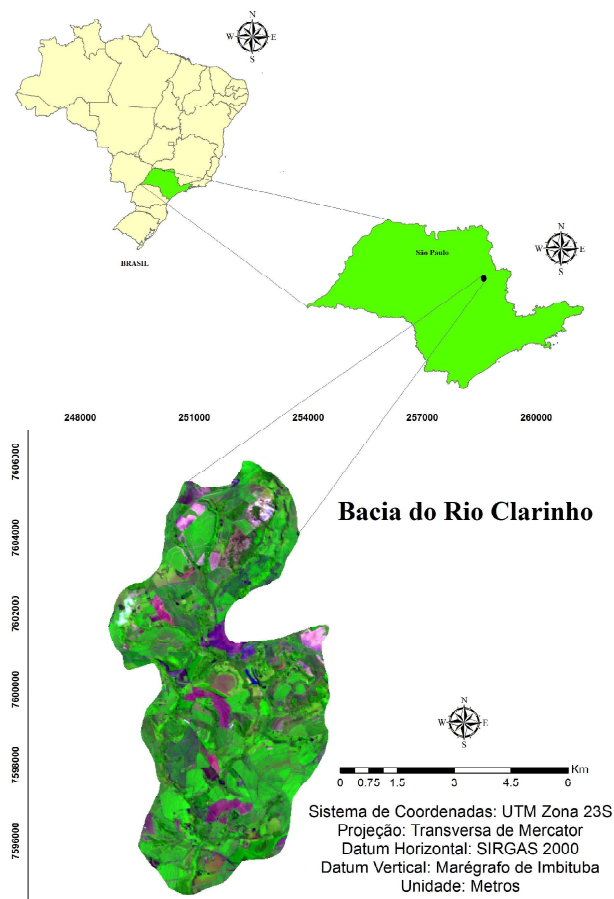 N
W E
S
BRASIL
São Paulo
N
W E
S
248000 251000 254000 257000 260000
7606000
7604000
7602000
7600000
7598000
7596000
Bacia do Rio Clarinho
N
W E
S
Km
0 0.75 1.5 3 4.5 6
Sistema de Coordenadas: UTM Zona 23S
Projeção: Transversa de Mercator
Datum Horizontal: SIRGAS 2000
Datum Vertical: Marégrafo de Imbituba
Unidade: Metros